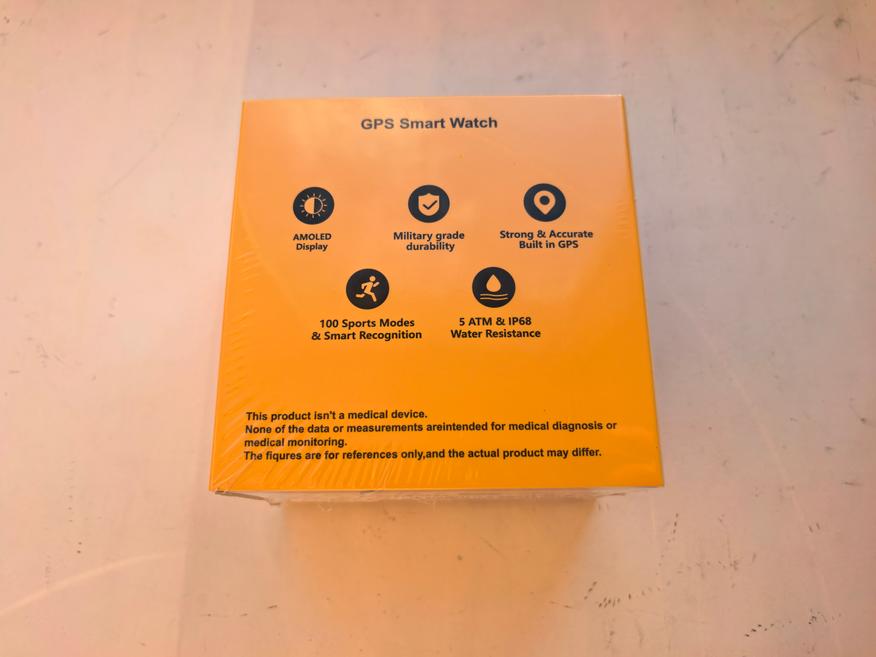 GPS Smart Watch
AMOLED
Display
Military grade
durability
Strong & Accurate
Built in GPS
100 Sports Modes
& Smart Recognition
5 ATM & IP68
Water Resistance
This product isn't a medical device.
None of the data or measurements areintended for medical diagnosis or
medical monitoring.
The figures are for references only,and the actual product may differ.